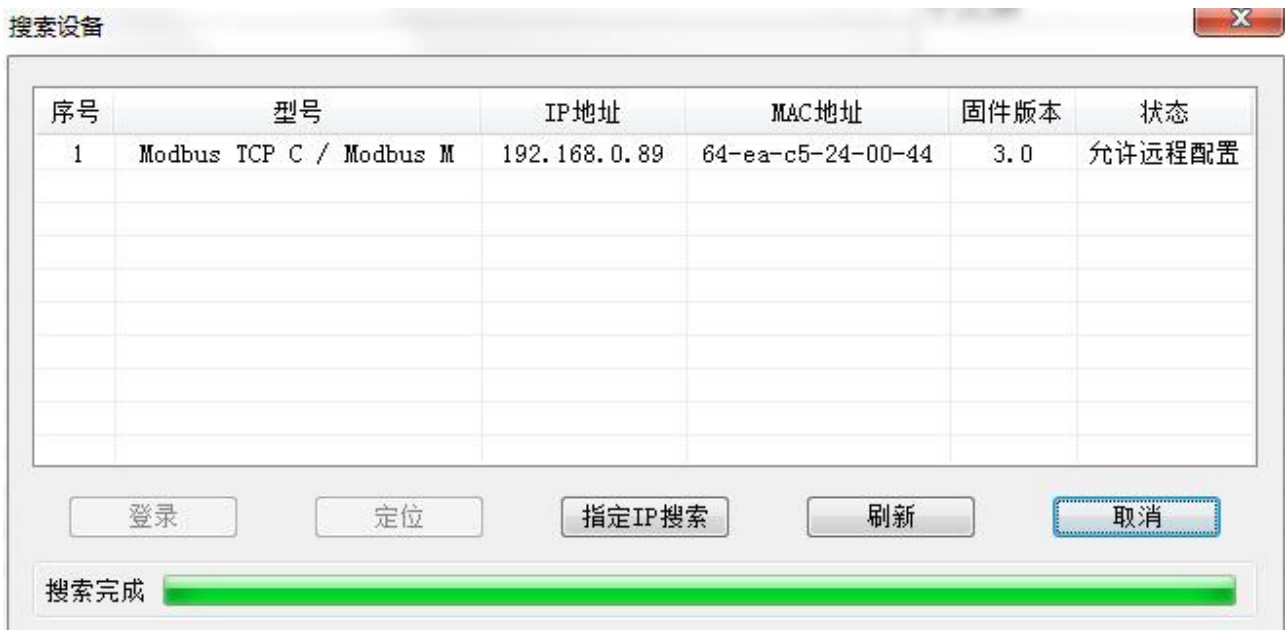 搜索设备
序号 型号 IP地址 MAC地址 固件版本 状态
1 Modbus TCP C / Modbus M 192.168.0.89 64-ea-c5-24-00-44 3.0 允许远程配置
登录 定位 指定IP搜索 刷新 取消
搜索完成